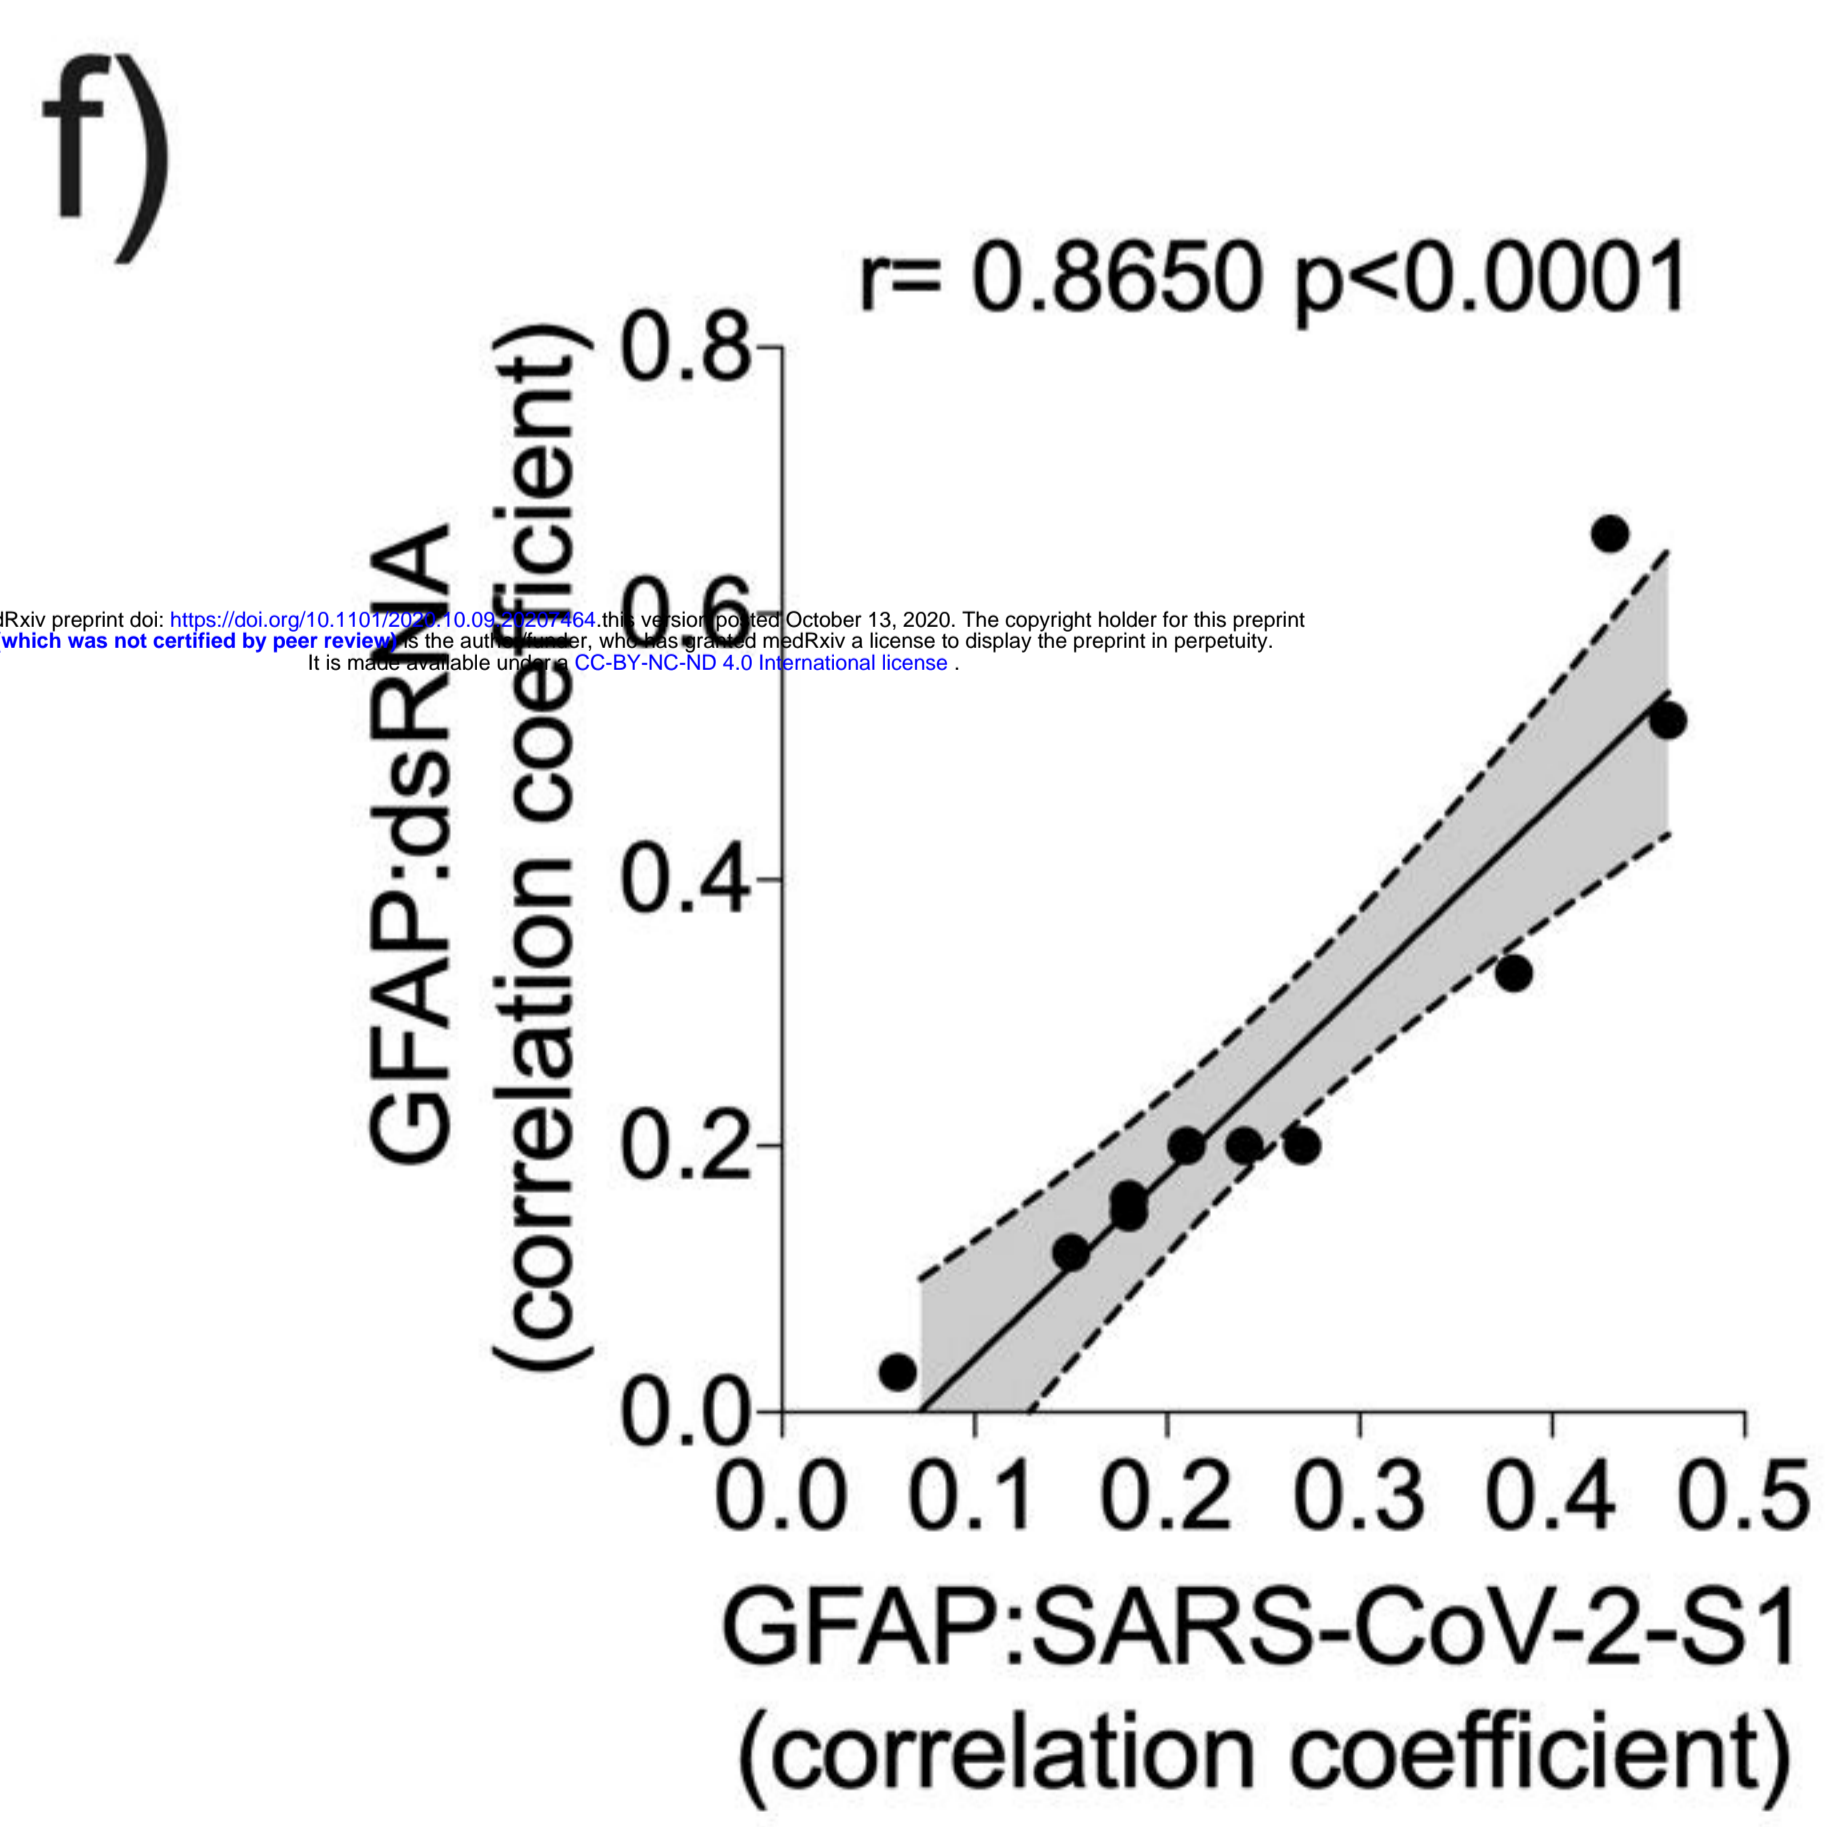 f)
r= 0.8650 p<0.0001
GFAP:dsRNA
(correlation coefficient)
0.8
0.6
0.4
0.2
0.0
dRxiv preprint doi: https://doi.org/10.1101/2020.10.09.20207464.this version posted October 13, 2020. The copyright holder for this preprint
(which was not certified by peer review) is the author/funder, who has granted medRxiv a license to display the preprint in perpetuity.
It is made available under a CC-BY-NC-ND 4.0 International license .
0.0 0.1 0.2 0.3 0.4 0.5
GFAP:SARS-CoV-2-S1
(correlation coefficient)